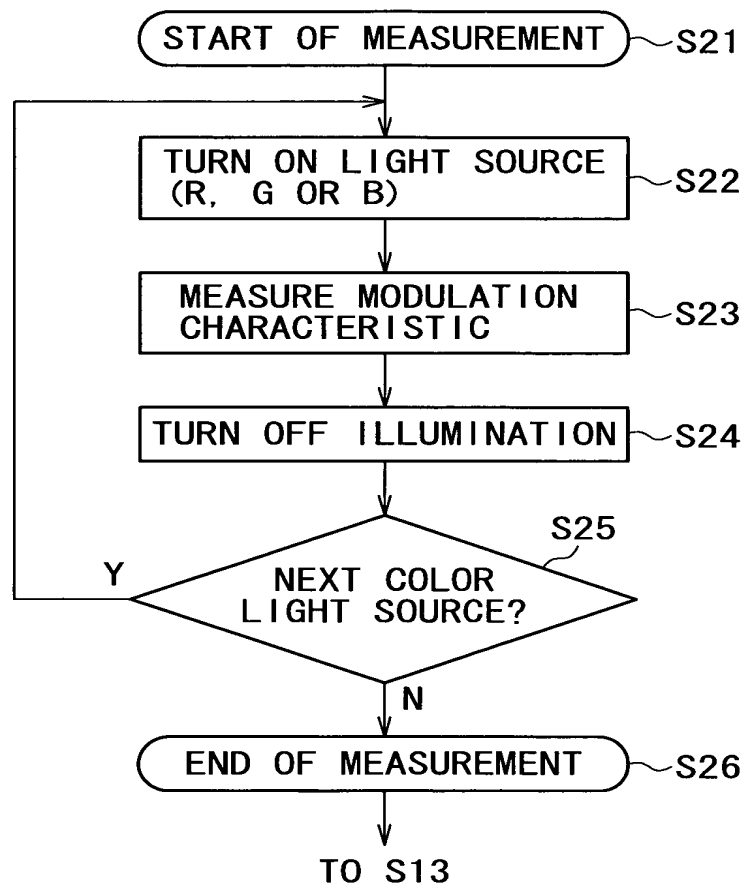 START OF MEASUREMENT
S21
TURN ON LIGHT SOURCE
(R, G OR B)
S22
MEASURE MODULATION
CHARACTERISTIC
S23
TURN OFF ILLUMINATION
S24
S25
Y
NEXT COLOR
LIGHT SOURCE?
N
END OF MEASUREMENT
S26
TO S13